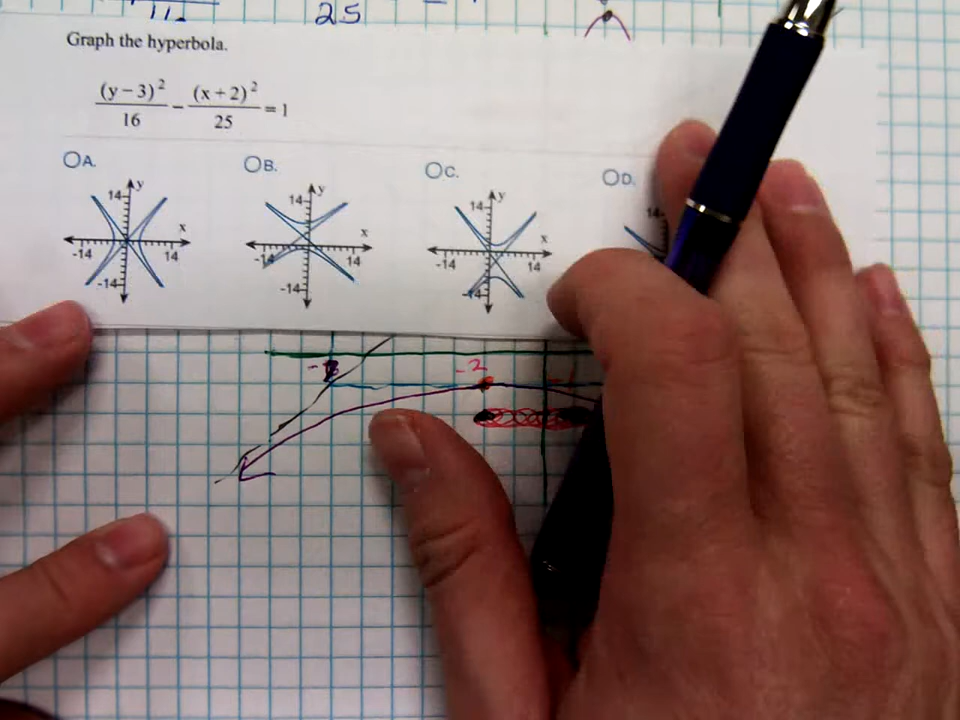 25
Graph the hyperbola.
(y − 3)² / 16 − (x + 2)² / 25 = 1
A. B. C. D.
14 y x -14 14 -14
14 y x -14 14 -14
14 y x -14 14 -14
14
-2